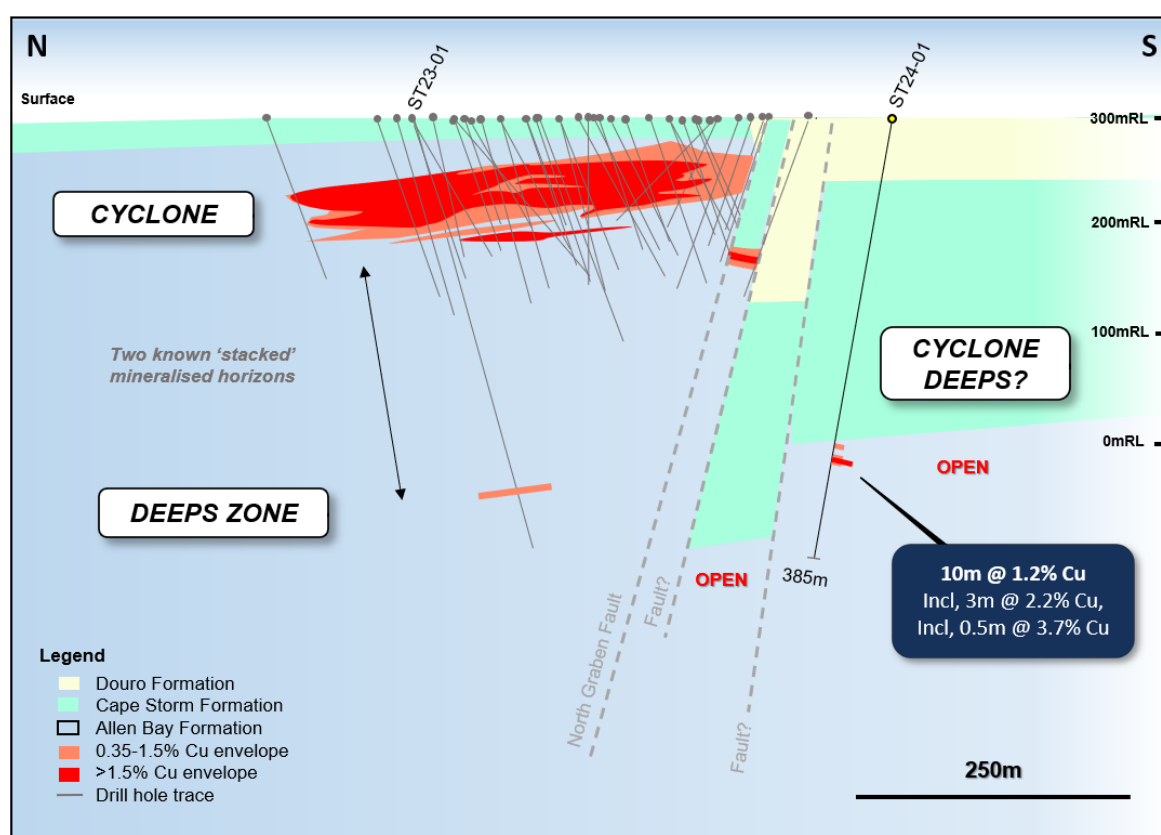 N
S
ST23-01
ST24-01
Surface
300mRL
CYCLONE
200mRL
Two known ‘stacked’
mineralised horizons
100mRL
CYCLONE
DEEPS?
0mRL
OPEN
DEEPS ZONE
385m
OPEN
10m @ 1.2% Cu
Incl, 3m @ 2.2% Cu,
Incl, 0.5m @ 3.7% Cu
North Graben Fault
Fault?
Fault?
Legend
Douro Formation
Cape Storm Formation
Allen Bay Formation
0.35-1.5% Cu envelope
>1.5% Cu envelope
Drill hole trace
250m